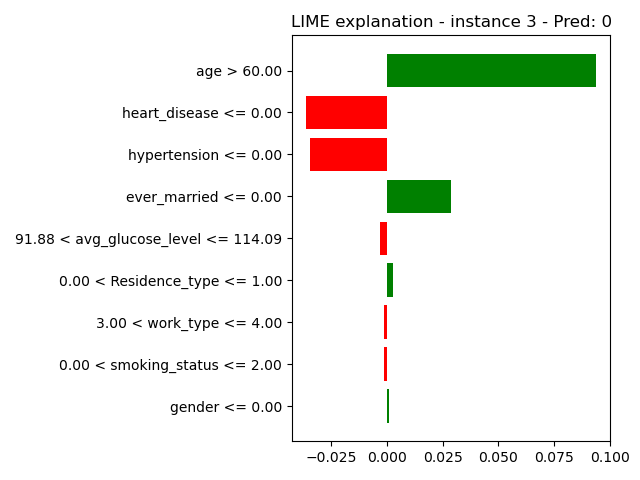 LIME explanation - instance 3 - Pred: 0
age > 60.00
heart_disease <= 0.00
hypertension <= 0.00
ever_married <= 0.00
91.88 < avg_glucose_level <= 114.09
0.00 < Residence_type <= 1.00
3.00 < work_type <= 4.00
0.00 < smoking_status <= 2.00
gender <= 0.00
−0.025 0.000 0.025 0.050 0.075 0.100